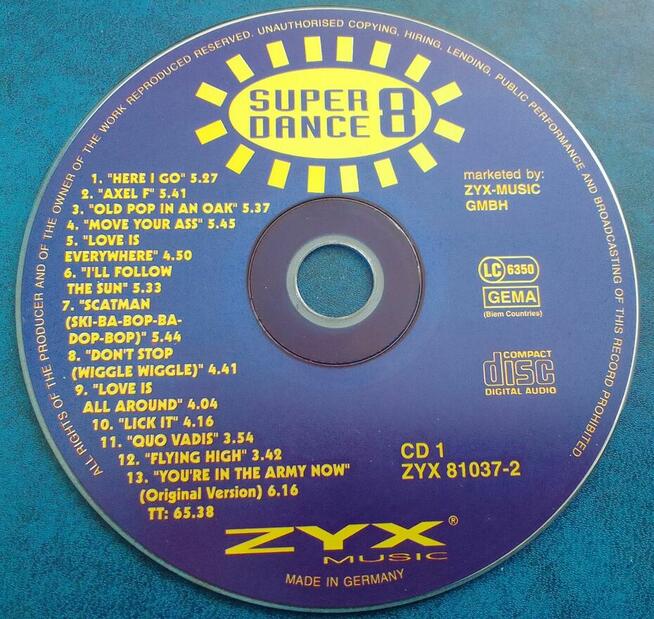 ALL RIGHTS OF THE PRODUCER AND OF THE OWNER OF THE WORK REPRODUCED RESERVED. UNAUTHORISED COPYING, HIRING, LENDING, PUBLIC PERFORMANCE AND BROADCASTING OF THIS RECORD PROHIBITED.
SUPER
DANCE 8
1. "HERE I GO" 5.27
2. "AXEL F" 5.41
3. "OLD POP IN AN OAK" 5.37
4. "MOVE YOUR ASS" 5.45
5. "LOVE IS
EVERYWHERE" 4.50
6. "I'LL FOLLOW
THE SUN" 5.33
7. "SCATMAN
(SKI-BA-BOP-BA-
DOP-BOP)" 5.44
8. "DON'T STOP
(WIGGLE WIGGLE)" 4.41
9. "LOVE IS
ALL AROUND" 4.04
10. "LICK IT" 4.16
11. "QUO VADIS" 3.54
12. "FLYING HIGH" 3.42
13. "YOU'RE IN THE ARMY NOW"
(Original Version) 6.16
TT: 65.38
marketed by:
ZYX-MUSIC
GMBH
LC 6350
GEMA
(Biem Countries)
COMPACT
disc
DIGITAL AUDIO
CD 1
ZYX 81037-2
ZYX®
MUSIC
MADE IN GERMANY